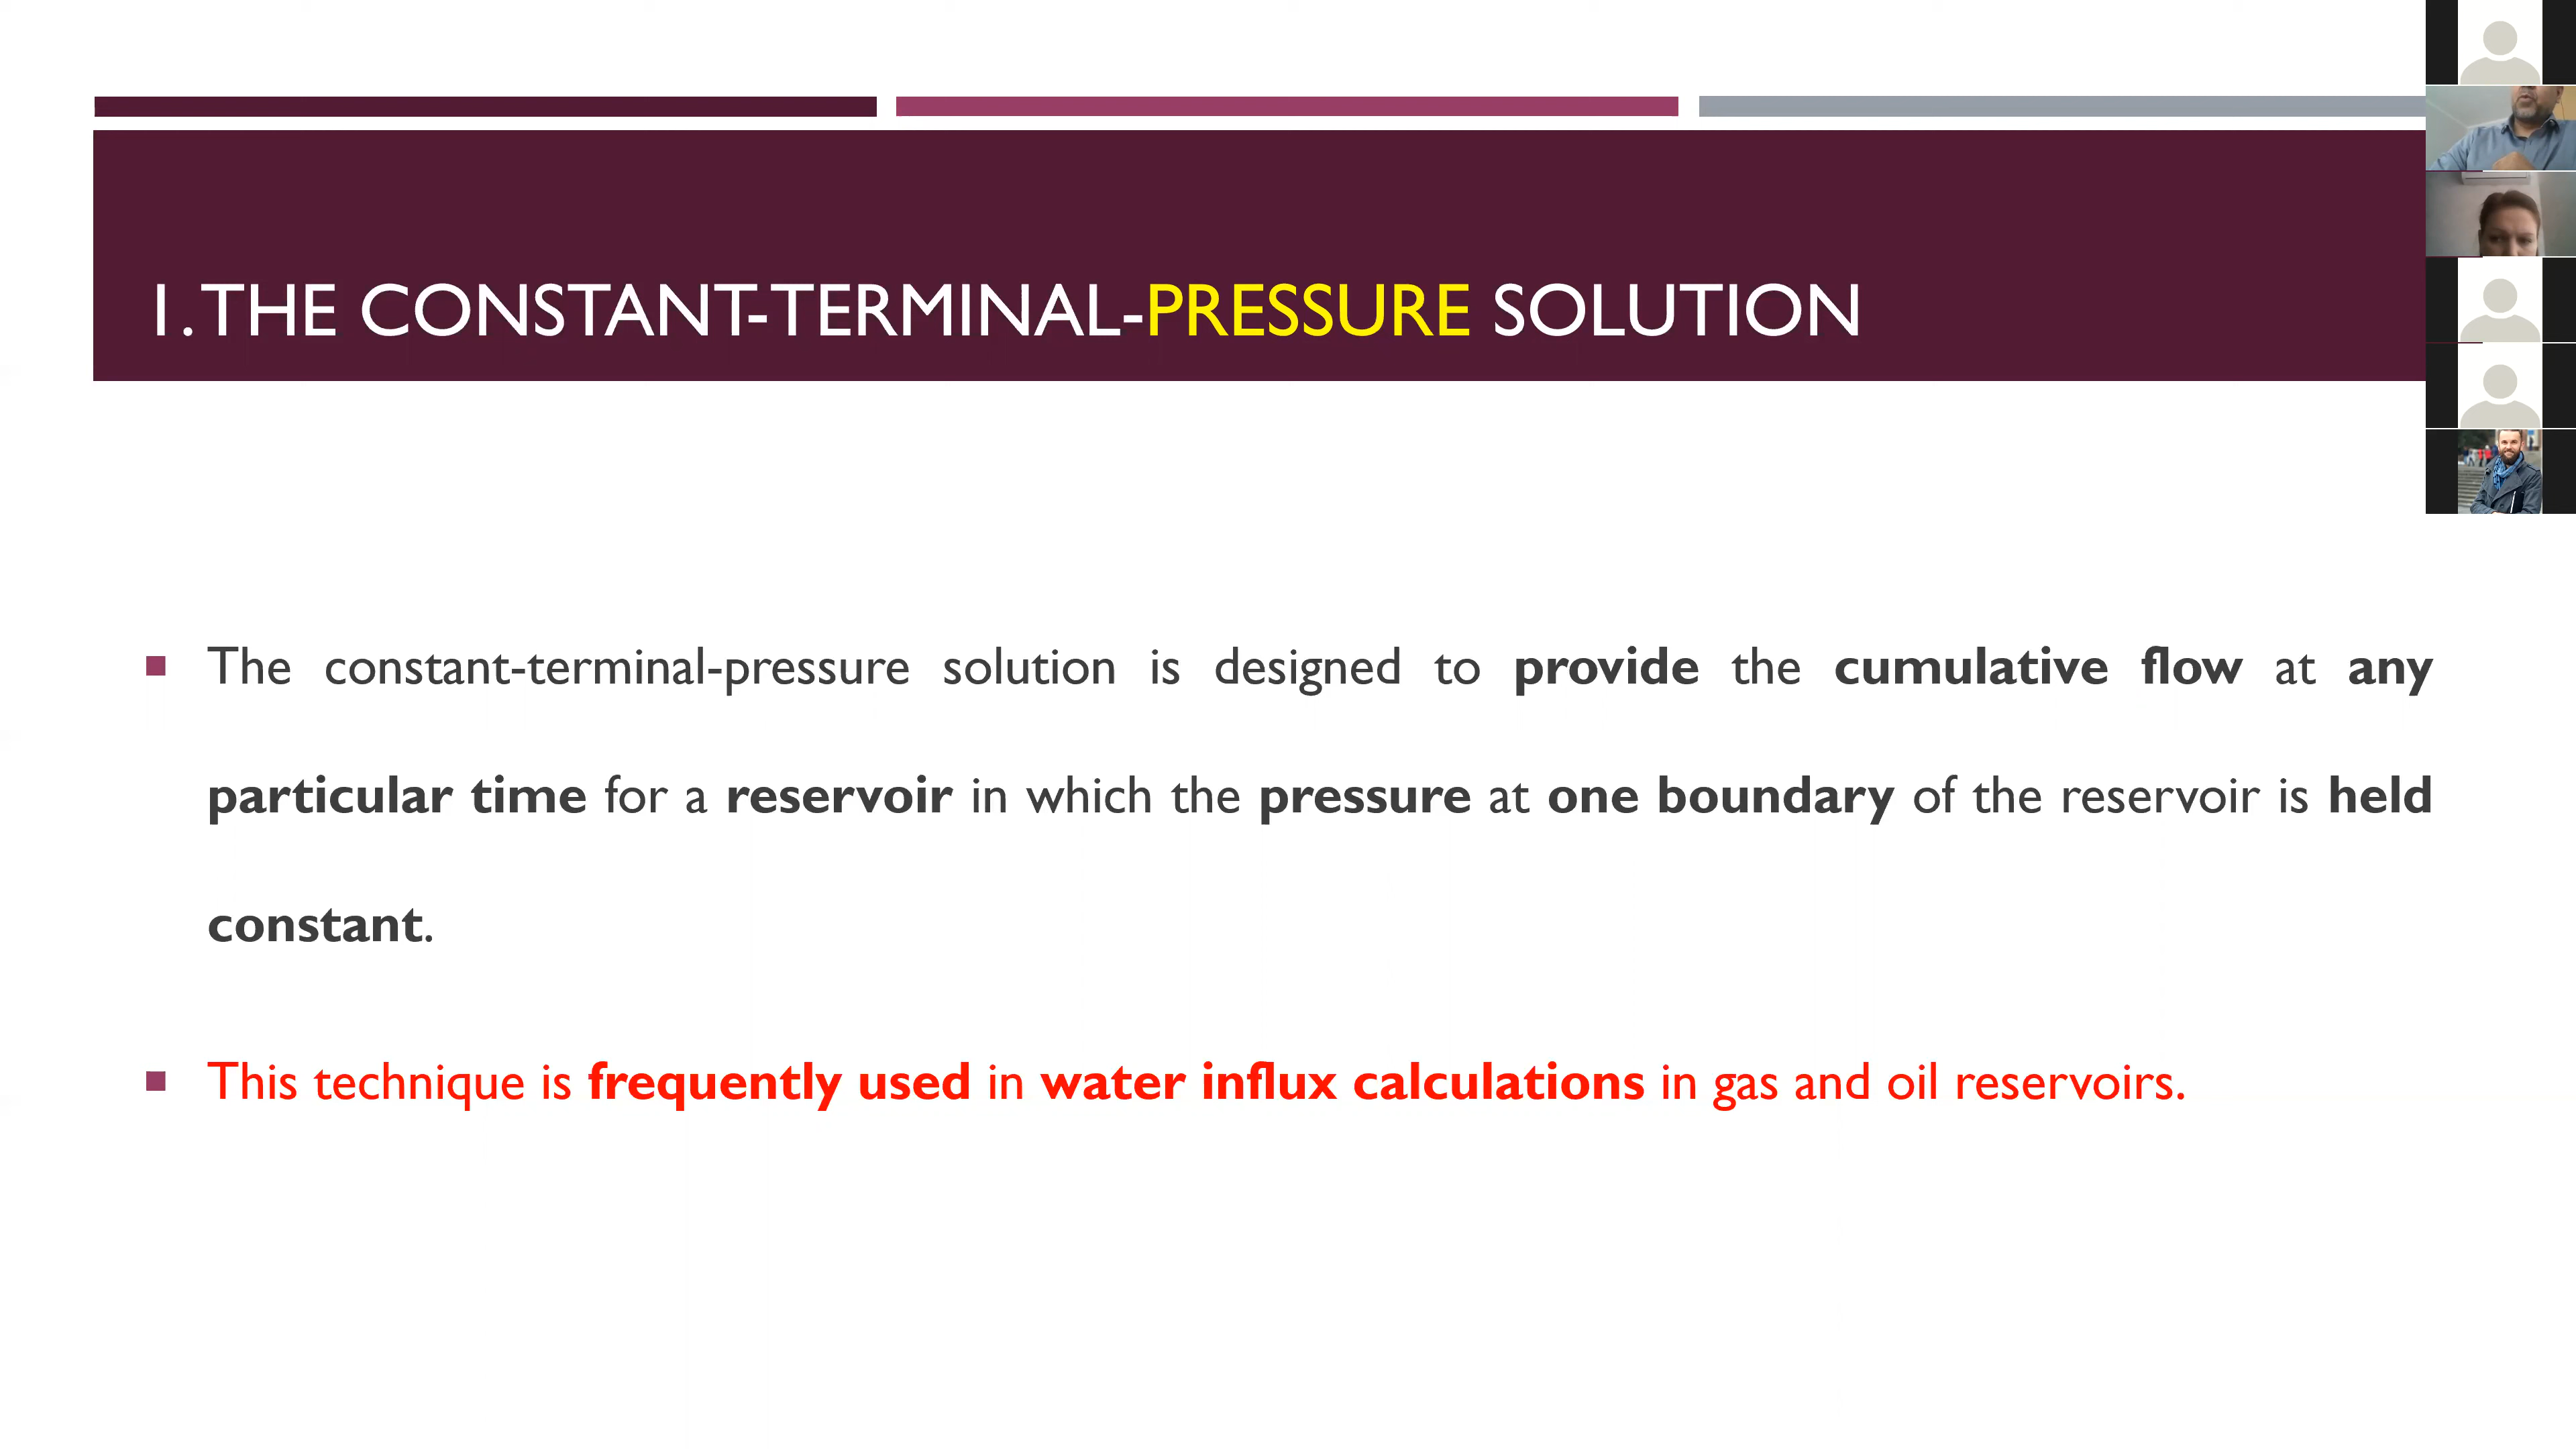 1. THE CONSTANT-TERMINAL-PRESSURE SOLUTION
The constant-terminal-pressure solution is designed to provide the cumulative flow at any
particular time for a reservoir in which the pressure at one boundary of the reservoir is held
constant.
This technique is frequently used in water influx calculations in gas and oil reservoirs.